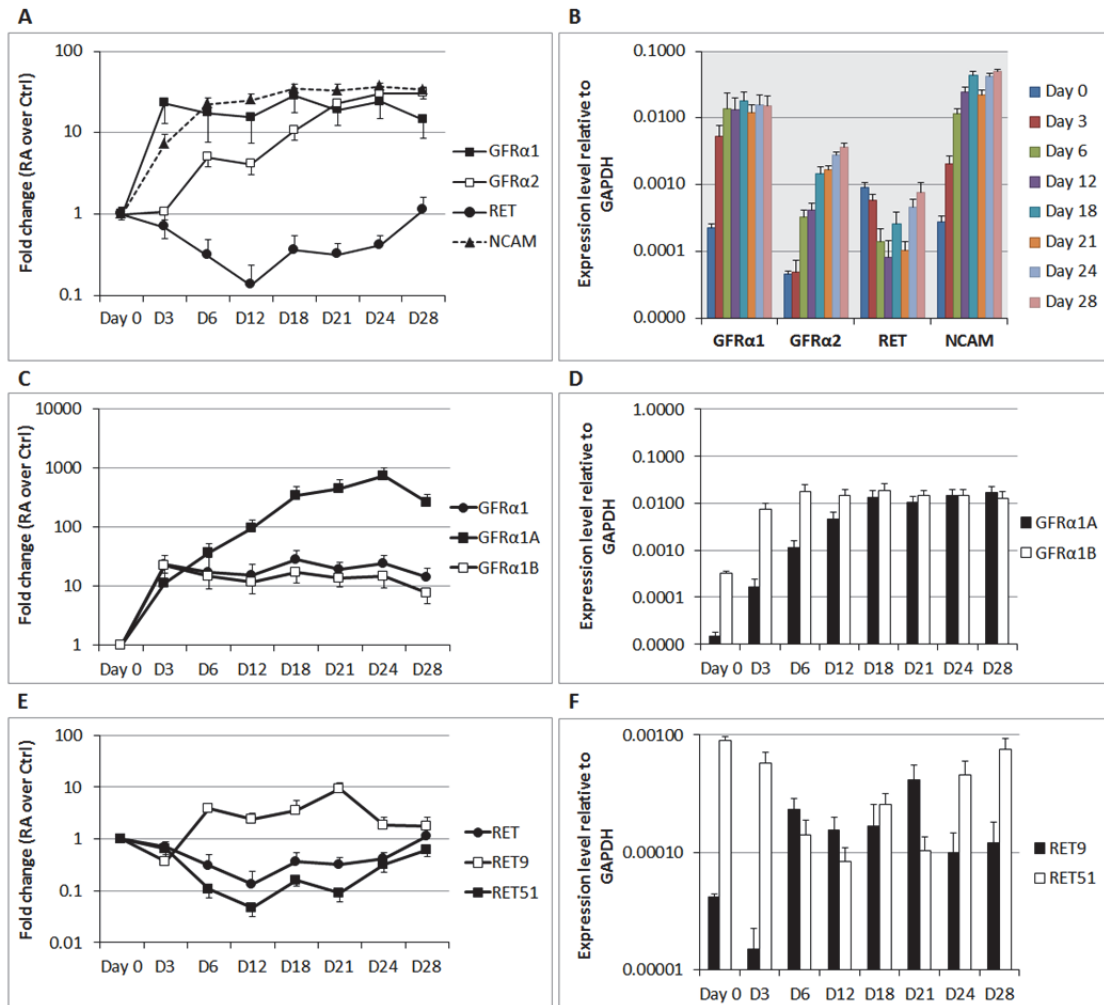 A
Fold change (RA over Ctrl)
100
10
1
0.1
Day 0 D3 D6 D12 D18 D21 D24 D28
GFRα1
GFRα2
RET
NCAM
B
Expression level relative to
GAPDH
0.1000
0.0100
0.0010
0.0001
0.0000
GFRα1 GFRα2 RET NCAM
Day 0
Day 3
Day 6
Day 12
Day 18
Day 21
Day 24
Day 28
C
Fold change (RA over Ctrl)
10000
1000
100
10
1
Day 0 D3 D6 D12 D18 D21 D24 D28
GFRα1
GFRα1A
GFRα1B
D
Expression level relative to
GAPDH
1.0000
0.1000
0.0100
0.0010
0.0001
0.0000
Day 0 D3 D6 D12 D18 D21 D24 D28
GFRα1A
GFRα1B
E
Fold change (RA over Ctrl)
100
10
1
0.1
0.01
Day 0 D3 D6 D12 D18 D21 D24 D28
RET
RET9
RET51
F
Expression level relative to
GAPDH
0.00100
0.00010
0.00001
Day 0 D3 D6 D12 D18 D21 D24 D28
RET9
RET51